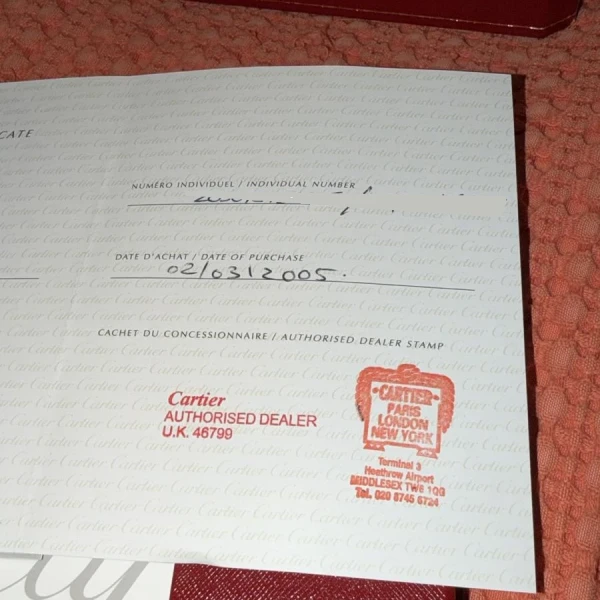 CATE
NUMÉRO INDIVIDUEL / INDIVIDUAL NUMBER
DATE D'ACHAT / DATE OF PURCHASE
02/03/2005.
CACHET DU CONCESSIONNAIRE / AUTHORISED DEALER STAMP
Cartier
AUTHORISED DEALER
U.K. 46799
CARTIER
PARIS
LONDON
NEW YORK
Terminal 3
Heathrow Airport
MIDDLESEX TW6 1QG
Tel. 020 8745 6724